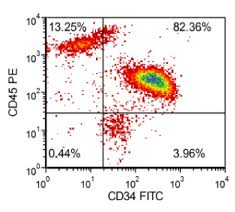 13.25% 82.36%
0.44% 3.96%
CD45 PE
10⁴
10³
10²
10¹
10⁰
10⁰ 10¹ 10² 10³ 10⁴
CD34 FITC